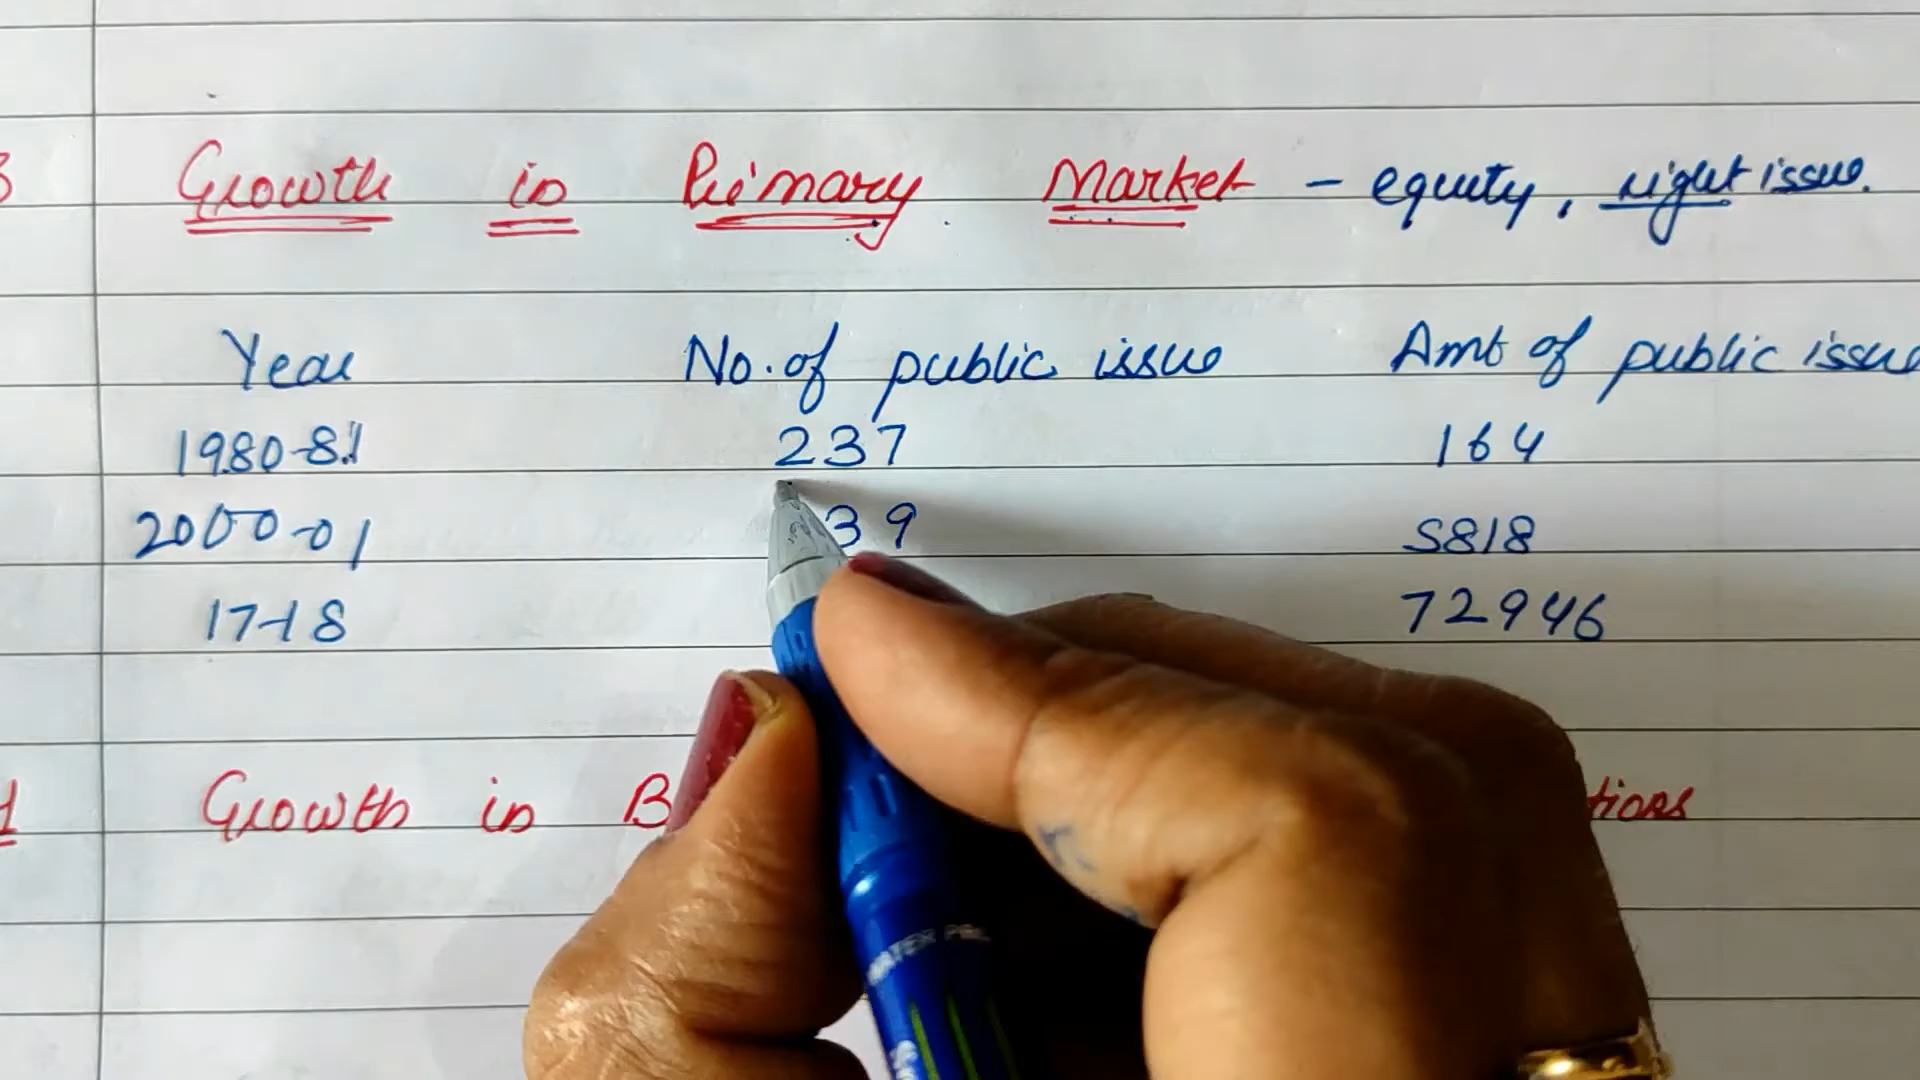 3 Growth in Primary Market - equity, right issue.
Year No. of public issue Amt of public issue
1980-81 237 164
2000-01 39 5818
17-18 72946
Growth in